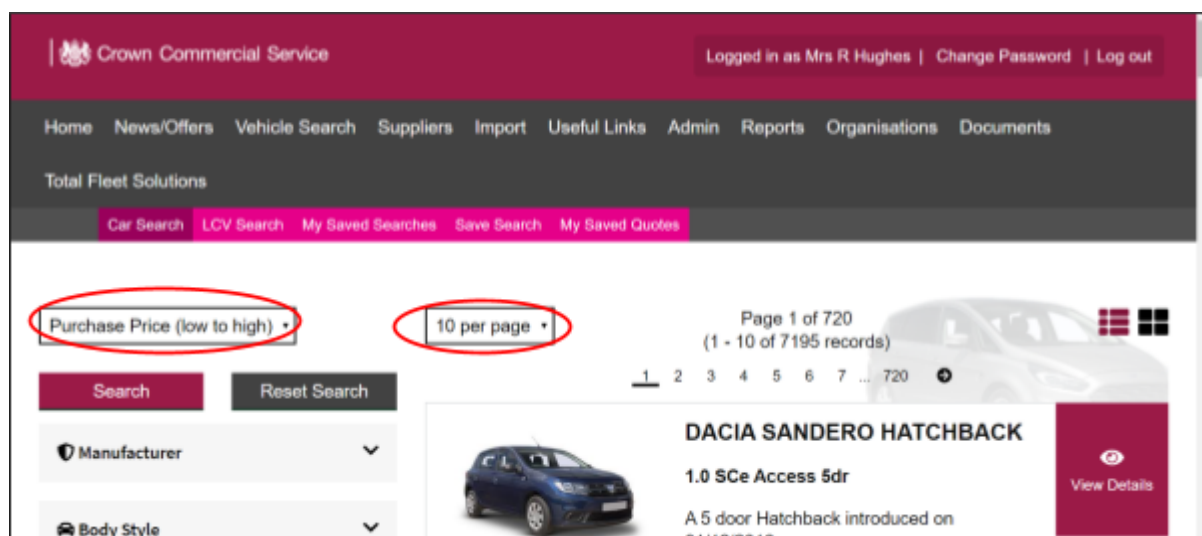 Crown Commercial Service
Logged in as Mrs R Hughes | Change Password | Log out
Home News/Offers Vehicle Search Suppliers Import Useful Links Admin Reports Organisations Documents
Total Fleet Solutions
Car Search LCV Search My Saved Searches Save Search My Saved Quotes
Purchase Price (low to high)
10 per page
Page 1 of 720
(1 - 10 of 7195 records)
1 2 3 4 5 6 7 ... 720
Search Reset Search
Manufacturer
Body Style
DACIA SANDERO HATCHBACK
1.0 SCe Access 5dr
A 5 door Hatchback introduced on
View Details